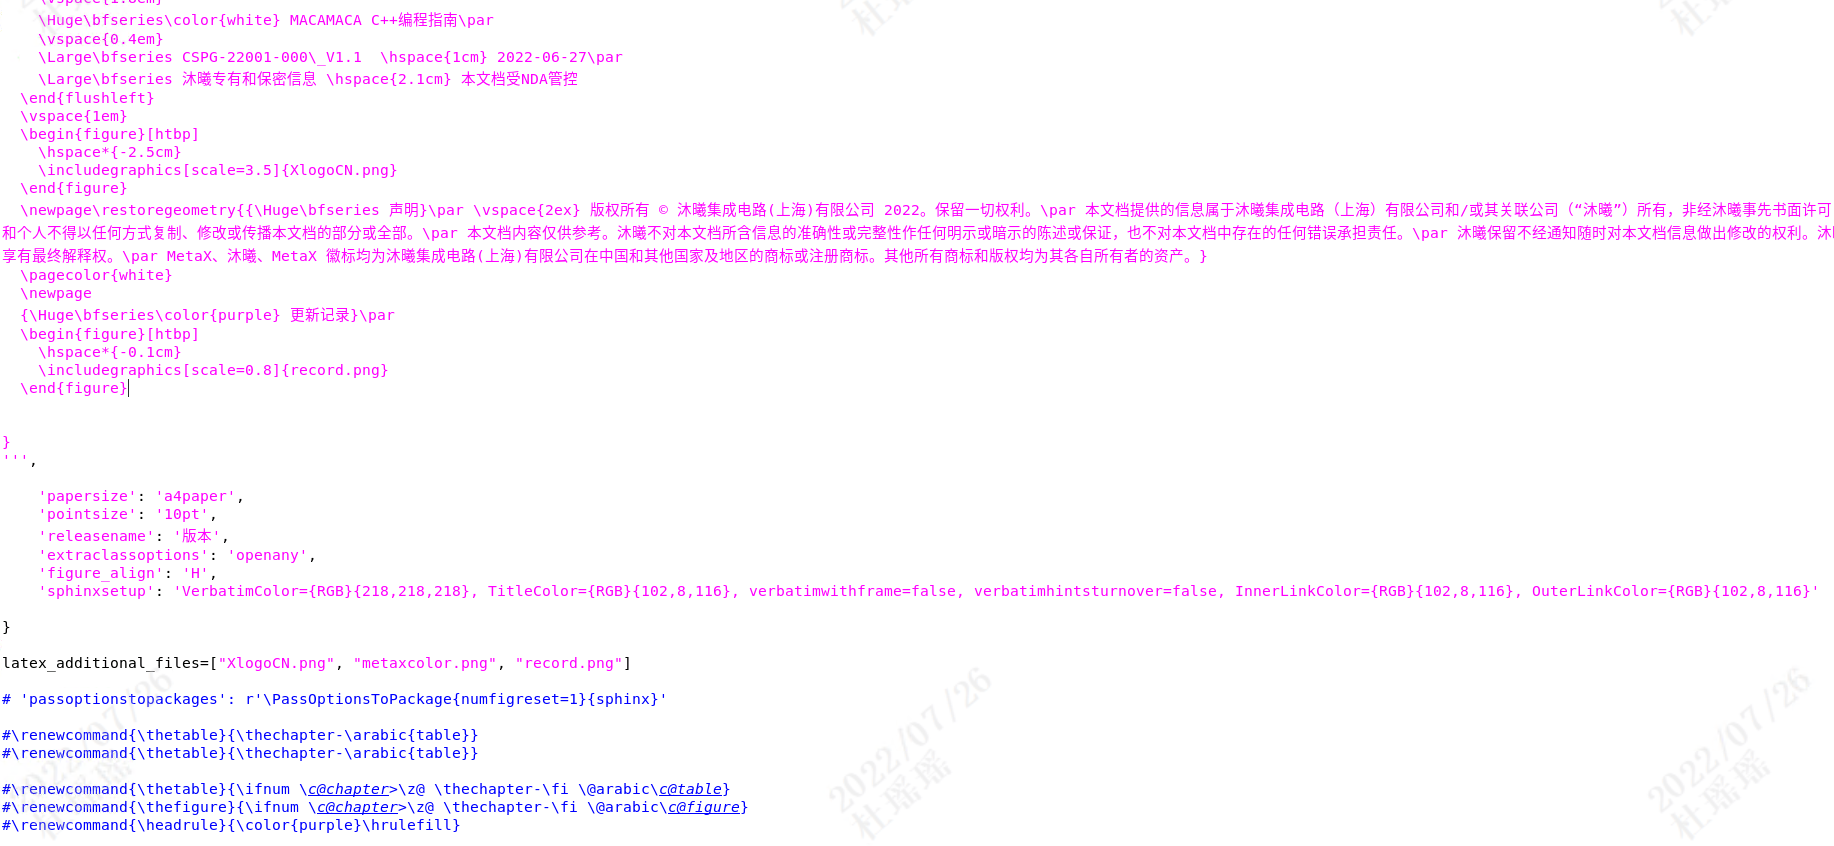 \vspace{1.8em}
\Huge\bfseries\color{white} MACAMACA C++编程指南\par
\vspace{0.4em}
\Large\bfseries CSPG-22001-000\_V1.1  \hspace{1cm} 2022-06-27\par
\Large\bfseries 沐曦专有和保密信息 \hspace{2.1cm} 本文档受NDA管控
\end{flushleft}
\vspace{1em}
\begin{figure}[htbp]
\hspace*{-2.5cm}
\includegraphics[scale=3.5]{XlogoCN.png}
\end{figure}
\newpage\restoregeometry{{\Huge\bfseries 声明}\par \vspace{2ex} 版权所有 © 沐曦集成电路(上海)有限公司 2022。保留一切权利。\par 本文档提供的信息属于沐曦集成电路（上海）有限公司和/或其关联公司（“沐曦”）所有，非经沐曦事先书面许可
和个人不得以任何方式复制、修改或传播本文档的部分或全部。\par 本文档内容仅供参考。沐曦不对本文档所含信息的准确性或完整性作任何明示或暗示的陈述或保证，也不对本文档中存在的任何错误承担责任。\par 沐曦保留不经通知随时对本文档信息做出修改的权利。沐
享有最终解释权。\par MetaX、沐曦、MetaX 徽标均为沐曦集成电路(上海)有限公司在中国和其他国家及地区的商标或注册商标。其他所有商标和版权均为其各自所有者的资产。}
\pagecolor{white}
\newpage
{\Huge\bfseries\color{purple} 更新记录}\par
\begin{figure}[htbp]
\hspace*{-0.1cm}
\includegraphics[scale=0.8]{record.png}
\end{figure}
}
''',
'papersize': 'a4paper',
'pointsize': '10pt',
'releasename': '版本',
'extraclassoptions': 'openany',
'figure_align': 'H',
'sphinxsetup': 'VerbatimColor={RGB}{218,218,218}, TitleColor={RGB}{102,8,116}, verbatimwithframe=false, verbatimhintsturnover=false, InnerLinkColor={RGB}{102,8,116}, OuterLinkColor={RGB}{102,8,116}'
}
latex_additional_files=["XlogoCN.png", "metaxcolor.png", "record.png"]
# 'passoptionstopackages': r'\PassOptionsToPackage{numfigreset=1}{sphinx}'
#\renewcommand{\thetable}{\thechapter-\arabic{table}}
#\renewcommand{\thetable}{\thechapter-\arabic{table}}
#\renewcommand{\thetable}{\ifnum \c@chapter>\z@ \thechapter-\fi \@arabic\c@table}
#\renewcommand{\thefigure}{\ifnum \c@chapter>\z@ \thechapter-\fi \@arabic\c@figure}
#\renewcommand{\headrule}{\color{purple}\hrulefill}
2022/07/26
杜瑶瑶
2022/07/26
杜瑶瑶
2022/07/26
杜瑶瑶